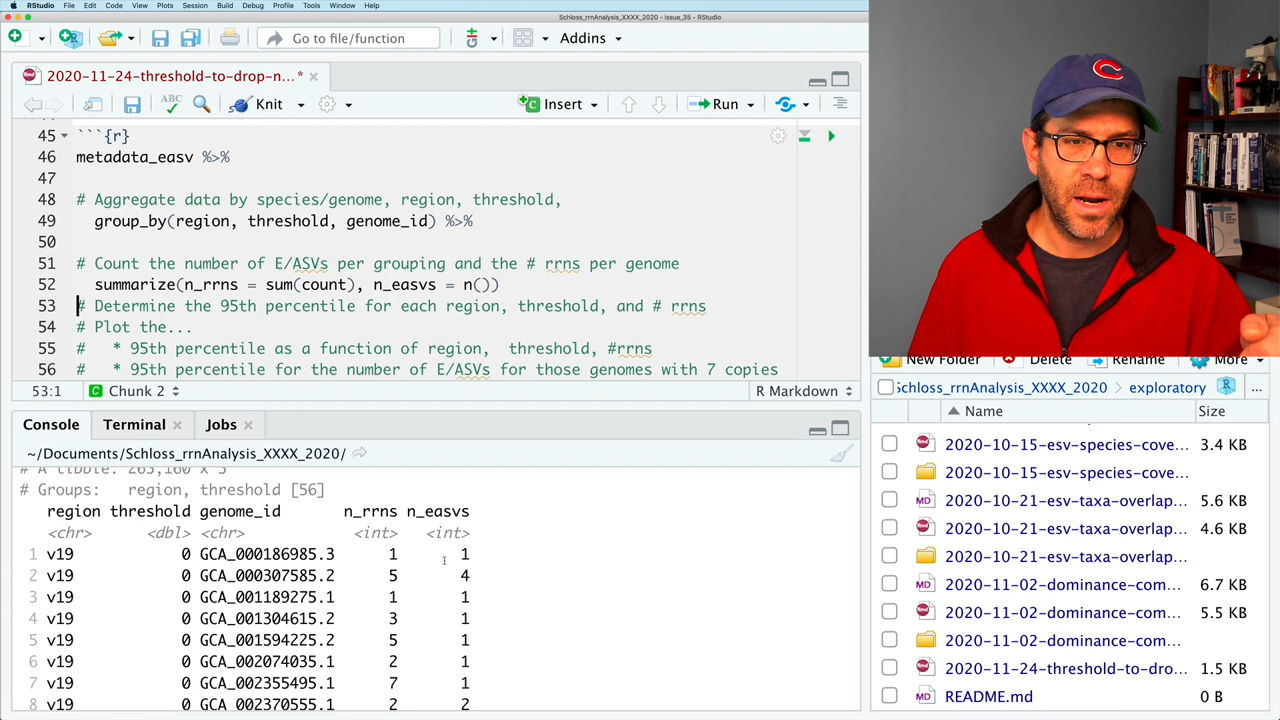 RStudio File Edit Code View Plots Session Build Debug Profile Tools Window Help
Schloss_rrnAnalysis_XXXX_2020 - issue_35 - RStudio
Go to file/function Addins
2020-11-24-threshold-to-drop-n...*
ABC Knit Insert Run
45 ```{r}
46 metadata_easv %>%
47
48 # Aggregate data by species/genome, region, threshold,
49 group_by(region, threshold, genome_id) %>%
50
51 # Count the number of E/ASVs per grouping and the # rrns per genome
52 summarize(n_rrns = sum(count), n_easvs = n())
53 # Determine the 95th percentile for each region, threshold, and # rrns
54 # Plot the...
55 # * 95th percentile as a function of region, threshold, #rrns
56 # * 95th percentile for the number of E/ASVs for those genomes with 7 copies
53:1 Chunk 2 R Markdown
Console Terminal Jobs
~/Documents/Schloss_rrnAnalysis_XXXX_2020/
# A tibble: 265,160 x 5
# Groups: region, threshold [56]
region threshold genome_id n_rrns n_easvs
<chr> <dbl> <chr> <int> <int>
1 v19 0 GCA_000186985.3 1 1
2 v19 0 GCA_000307585.2 5 4
3 v19 0 GCA_001189275.1 1 1
4 v19 0 GCA_001304615.2 3 1
5 v19 0 GCA_001594225.2 5 1
6 v19 0 GCA_002074035.1 2 1
7 v19 0 GCA_002355495.1 7 1
8 v19 0 GCA_002370555.1 2 2
New Folder Delete Rename More
Schloss_rrnAnalysis_XXXX_2020 > exploratory ...
Name Size
2020-10-15-esv-species-cove... 3.4 KB
2020-10-15-esv-species-cove...
2020-10-21-esv-taxa-overlap... 5.6 KB
2020-10-21-esv-taxa-overlap... 4.6 KB
2020-10-21-esv-taxa-overlap...
2020-11-02-dominance-com... 6.7 KB
2020-11-02-dominance-com... 5.5 KB
2020-11-02-dominance-com...
2020-11-24-threshold-to-dro... 1.5 KB
README.md 0 B